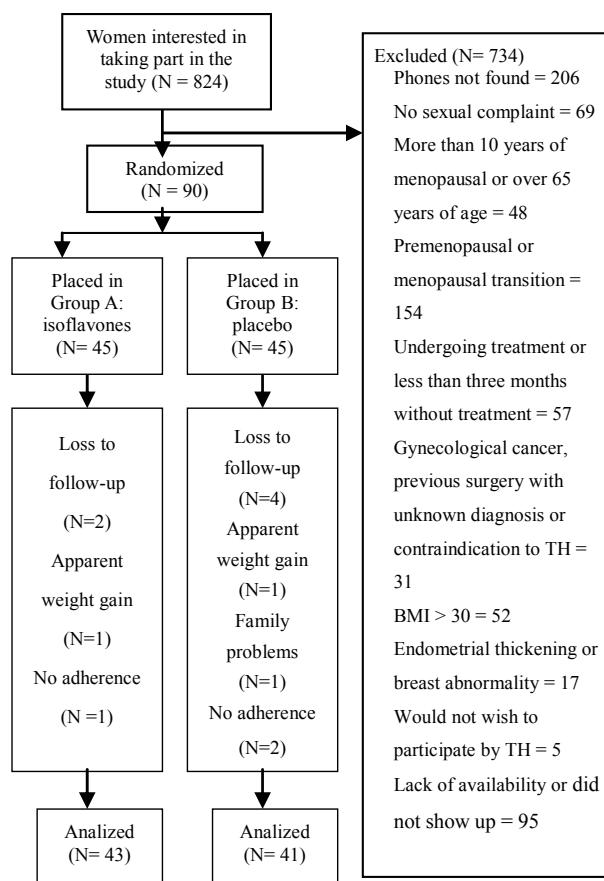 Women interested in
taking part in the
study (N = 824)
Excluded (N= 734)
Phones not found = 206
No sexual complaint = 69
More than 10 years of
menopausal or over 65
years of age = 48
Premenopausal or
menopausal transition =
154
Undergoing treatment or
less than three months
without treatment = 57
Gynecological cancer,
previous surgery with
unknown diagnosis or
contraindication to TH =
31
BMI > 30 = 52
Endometrial thickening or
breast abnormality = 17
Would not wish to
participate by TH = 5
Lack of availability or did
not show up = 95
Randomized
(N = 90)
Placed in
Group A:
isoflavones
(N= 45)
Placed in
Group B:
placebo
(N= 45)
Loss to
follow-up
(N=2)
Apparent
weight gain
(N=1)
No adherence
(N =1)
Loss to
follow-up
(N=4)
Apparent
weight gain
(N=1)
Family
problems
(N=1)
No adherence
(N=2)
Analized
(N= 43)
Analized
(N= 41)